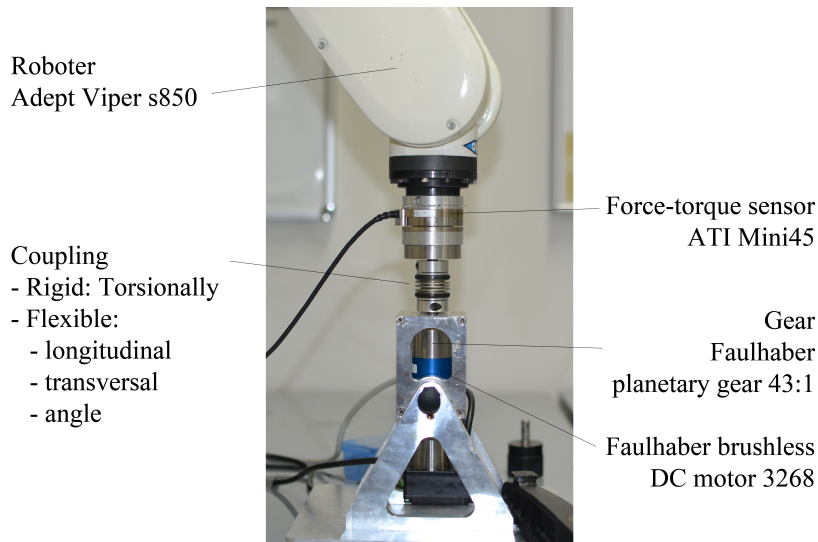 Roboter
Adept Viper s850
Coupling
- Rigid: Torsionally
- Flexible:
- longitudinal
- transversal
- angle
Force-torque sensor
ATI Mini45
Gear
Faulhaber
planetary gear 43:1
Faulhaber brushless
DC motor 3268